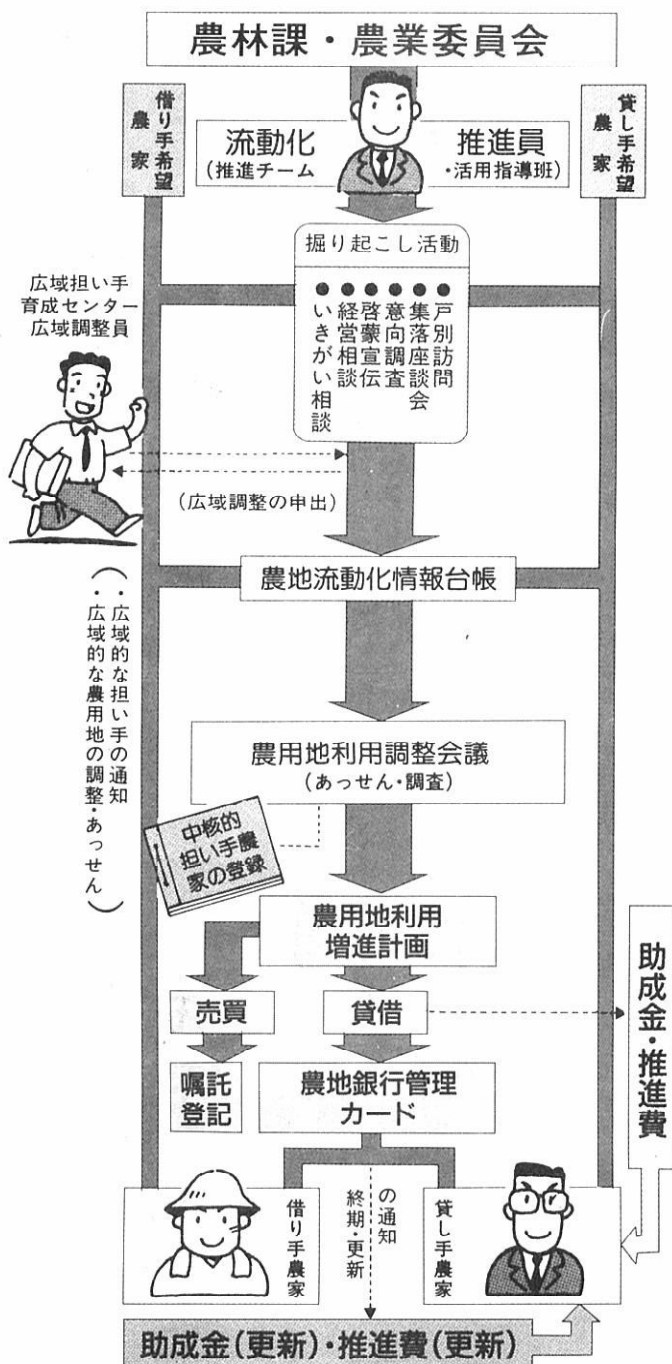 農林課・農業委員会
借り手希望
農家
流動化
(推進チーム
推進員
・活用指導班)
貸し手希望
農家
掘り起こし活動
●戸別訪問
●集落座談会
●意向調査
●啓蒙宣伝
●経営相談
●いきがい相談
広域担い手
育成センター
広域調整員
(広域調整の申出)
農地流動化情報台帳
(・広域的な担い手の通知
・広域的な農用地の調整・あっせん)
農用地利用調整会議
(あっせん・調査)
中核的
担い手農
家の登録
農用地利用
増進計画
売買
貸借
助成金・推進費
嘱託
登記
農地銀行管理
カード
借り手農家
の通知
終期・更新
貸し手農家
助成金(更新)・推進費(更新)